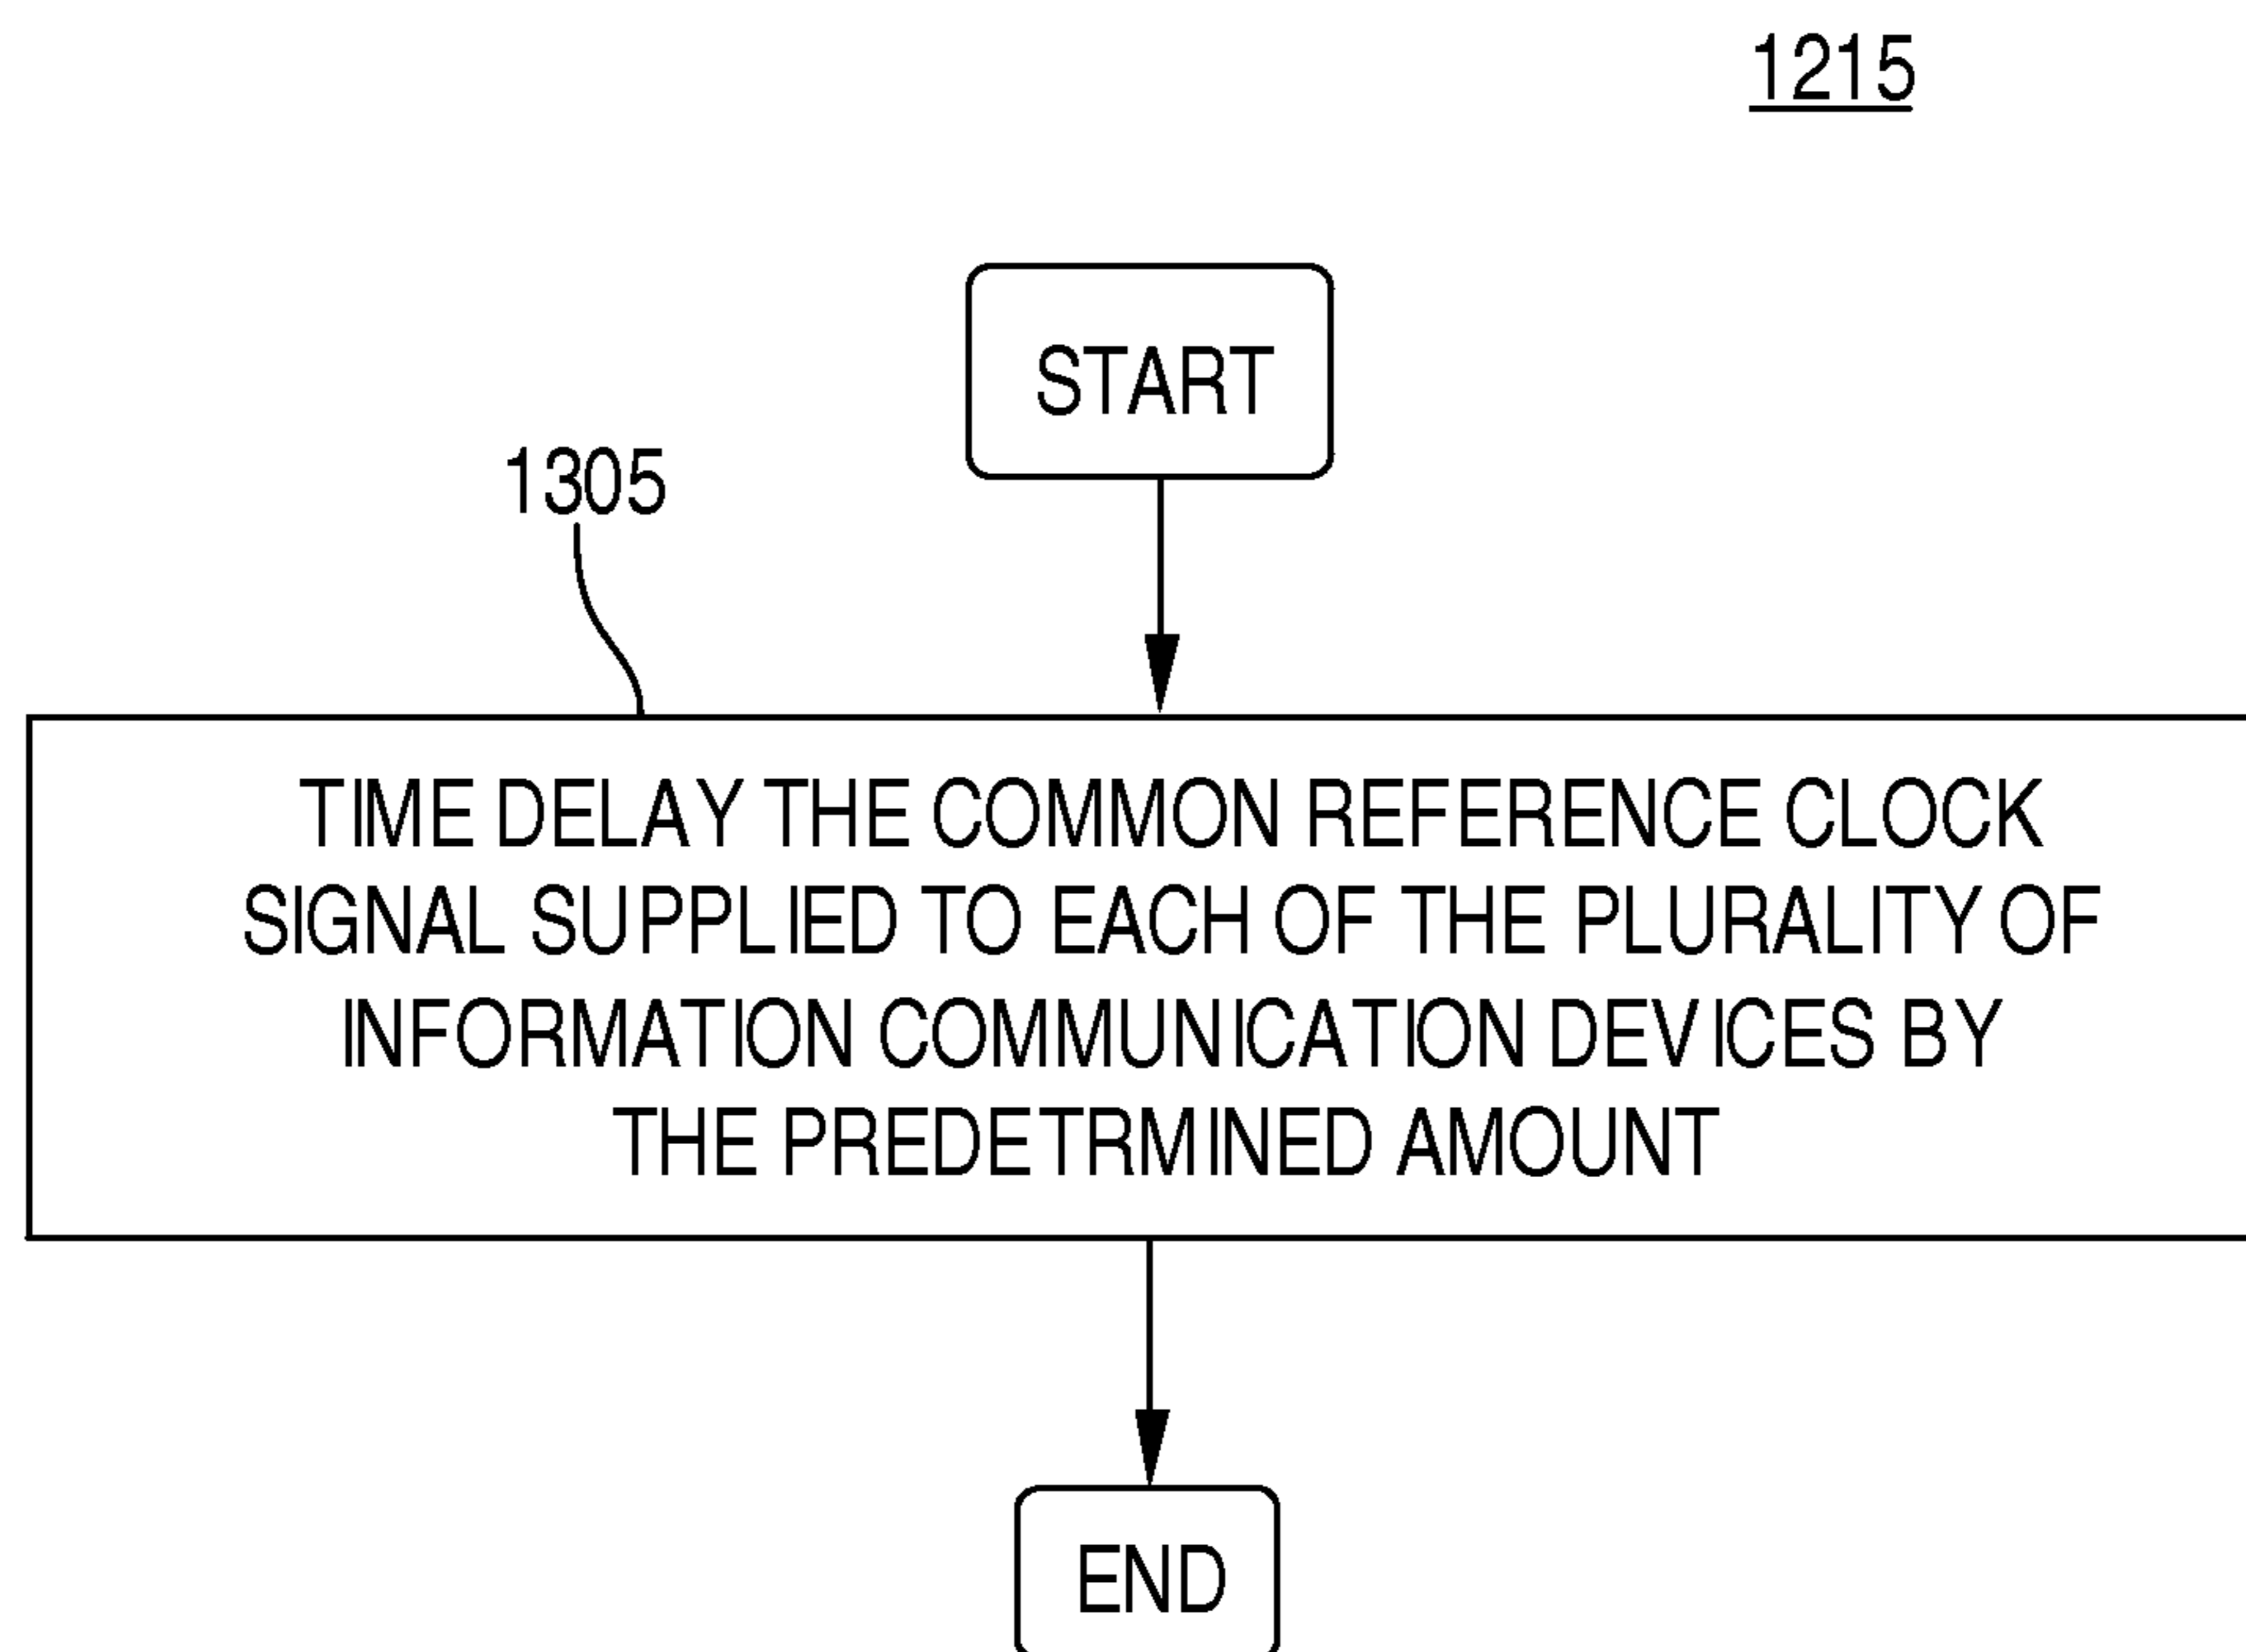 1215
START
1305
TIME DELAY THE COMMON REFERENCE CLOCK
SIGNAL SUPPLIED TO EACH OF THE PLURALITY OF
INFORMATION COMMUNICATION DEVICES BY
THE PREDETRMINED AMOUNT
END